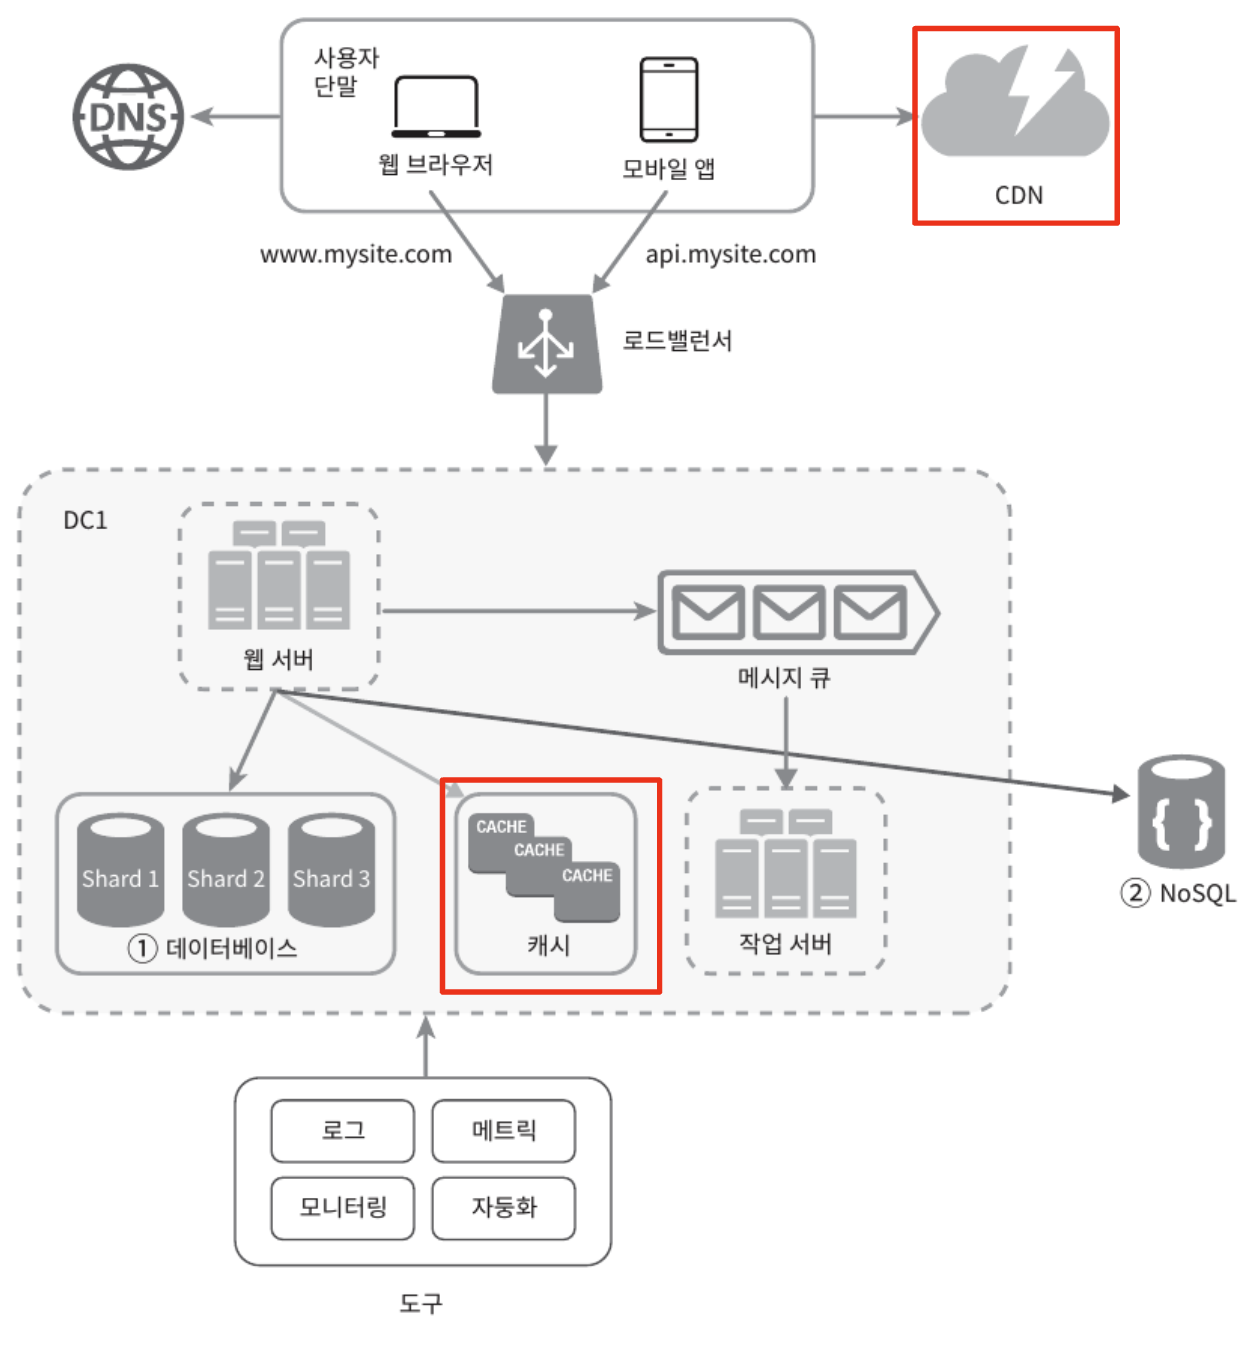 사용자
단말
DNS
웹 브라우저
모바일 앱
CDN
www.mysite.com
api.mysite.com
로드밸런서
DC1
웹 서버
메시지 큐
Shard 1
Shard 2
Shard 3
① 데이터베이스
CACHE
CACHE
CACHE
캐시
작업 서버
{ }
② NoSQL
로그
메트릭
모니터링
자동화
도구